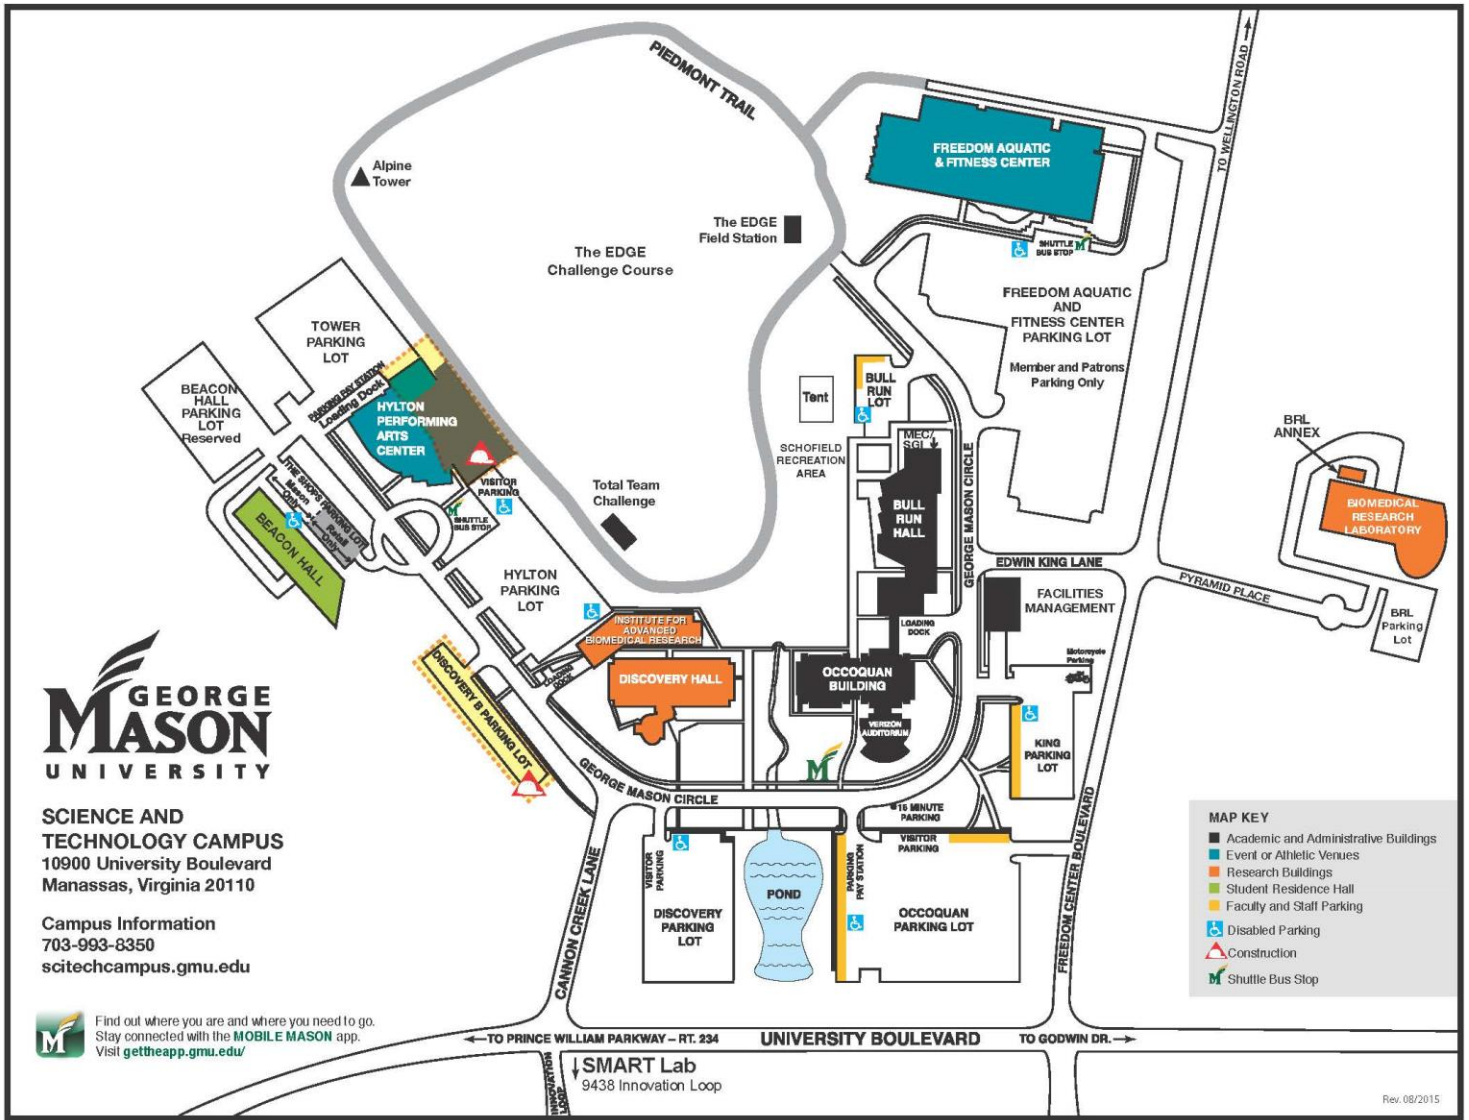 PIEDMONT TRAIL
TO WELLINGTON ROAD
FREEDOM AQUATIC
& FITNESS CENTER
Alpine
Tower
The EDGE
Field Station
The EDGE
Challenge Course
SHUTTLE
BUS STOP
FREEDOM AQUATIC
AND
FITNESS CENTER
PARKING LOT
Member and Patrons
Parking Only
TOWER
PARKING
LOT
BEACON
HALL
PARKING
LOT
Reserved
PARKING PAY STATION
Loading Dock
HYLTON
PERFORMING
ARTS
CENTER
Tent
BULL
RUN
LOT
SCHOFIELD
RECREATION
AREA
MEC/
SGL
BULL
RUN
HALL
GEORGE MASON CIRCLE
BRL
ANNEX
BIOMEDICAL
RESEARCH
LABORATORY
THE SHOPS PARKING LOT
Mason
Only
Retail
Only
VISITOR
PARKING
SHUTTLE
BUS STOP
Total Team
Challenge
BEACON HALL
HYLTON
PARKING
LOT
EDWIN KING LANE
FACILITIES
MANAGEMENT
PYRAMID PLACE
BRL
Parking
Lot
INSTITUTE FOR
ADVANCED
BIOMEDICAL RESEARCH
LOADING
DOCK
LOADING
DOCK
Motorcycle
Parking
DISCOVERY HALL
OCCOQUAN
BUILDING
VERIZON
AUDITORIUM
DISCOVERY B PARKING LOT
KING
PARKING
LOT
M
GEORGE MASON CIRCLE
15 MINUTE
PARKING
VISITOR
PARKING
VISITOR
PARKING
PARKING
PAY STATION
POND
DISCOVERY
PARKING
LOT
OCCOQUAN
PARKING LOT
CANNON CREEK LANE
FREEDOM CENTER BOULEVARD
GEORGE
MASON
UNIVERSITY
SCIENCE AND
TECHNOLOGY CAMPUS
10900 University Boulevard
Manassas, Virginia 20110
Campus Information
703-993-8350
scitechcampus.gmu.edu
MAP KEY
Academic and Administrative Buildings
Event or Athletic Venues
Research Buildings
Student Residence Hall
Faculty and Staff Parking
Disabled Parking
Construction
M Shuttle Bus Stop
M
Find out where you are and where you need to go.
Stay connected with the MOBILE MASON app.
Visit gettheapp.gmu.edu/
←TO PRINCE WILLIAM PARKWAY – RT. 234
UNIVERSITY BOULEVARD
TO GODWIN DR.→
INNOVATION
LOOP
↓SMART Lab
9438 Innovation Loop
Rev. 08/2015